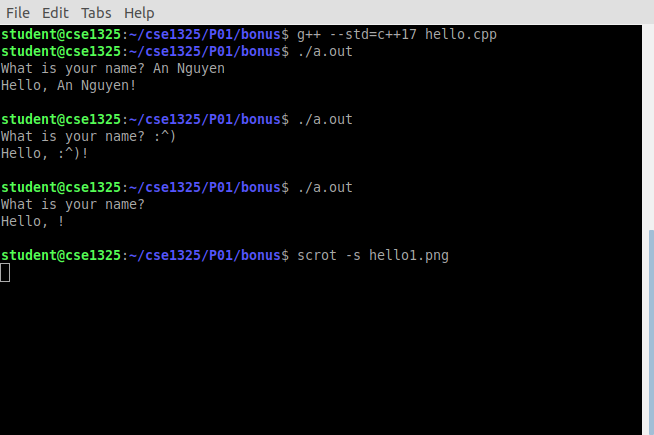 File Edit Tabs Help
student@cse1325:~/cse1325/P01/bonus$ g++ --std=c++17 hello.cpp
student@cse1325:~/cse1325/P01/bonus$ ./a.out
What is your name? An Nguyen
Hello, An Nguyen!
student@cse1325:~/cse1325/P01/bonus$ ./a.out
What is your name? :^)
Hello, :^)!
student@cse1325:~/cse1325/P01/bonus$ ./a.out
What is your name?
Hello, !
student@cse1325:~/cse1325/P01/bonus$ scrot -s hello1.png